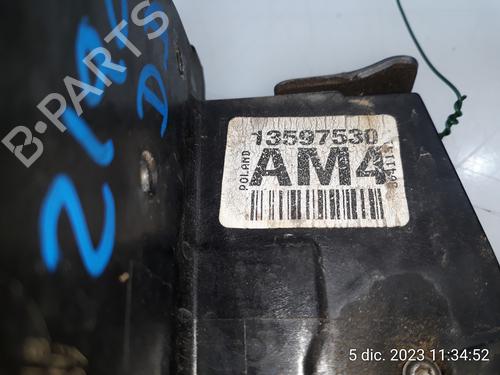 B-PARTS
13597530
POLAND
AM4
5 dic. 2023 11:34:52